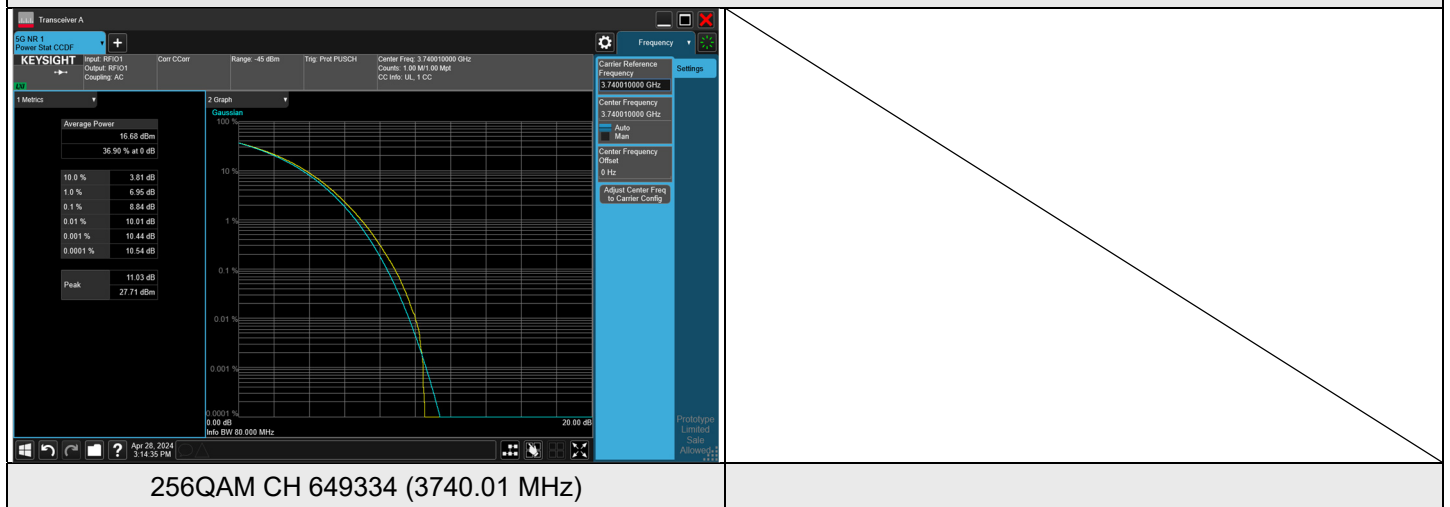 Transceiver A
5G NR 1
Power Stat CCDF
+
Frequency
KEYSIGHT
Input: RFIO1
Output: RFIO1
Coupling: AC
Corr CCorr
Range: -45 dBm
Trig: Prot PUSCH
Center Freq: 3.740010000 GHz
Counts: 1.00 M/1.00 Mpt
CC Info: UL, 1 CC
Carrier Reference
Frequency
3.740010000 GHz
Settings
Center Frequency
3.740010000 GHz
Auto
Man
Center Frequency
Offset
0 Hz
Adjust Center Freq
to Carrier Config
1 Metrics
Average Power
16.68 dBm
36.90 % at 0 dB
10.0 % 3.81 dB
1.0 % 6.95 dB
0.1 % 8.84 dB
0.01 % 10.01 dB
0.001 % 10.44 dB
0.0001 % 10.54 dB
Peak
11.03 dB
27.71 dBm
2 Graph
Gaussian
100 %
10 %
1 %
0.1 %
0.01 %
0.001 %
0.0001 %
0.00 dB 20.00 dB
Info BW 80.000 MHz
Prototype
Limited
Sale
Allowed
? Apr 28, 2024
3:14:35 PM
256QAM CH 649334 (3740.01 MHz)